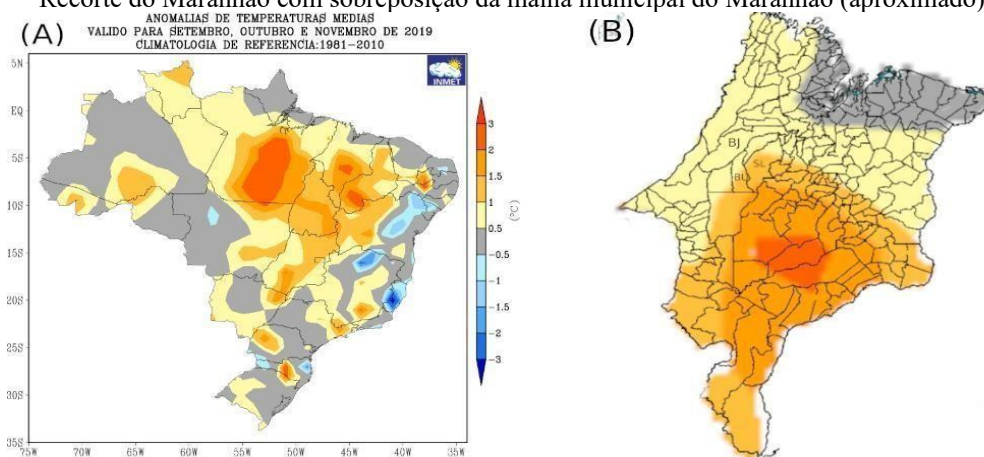 Recorte do Maranhão com sobreposição da malha municipal do Maranhão (aproximado)
(A)
ANOMALIAS DE TEMPERATURAS MEDIAS
VALIDO PARA SETEMBRO, OUTUBRO E NOVEMBRO DE 2019
CLIMATOLOGIA DE REFERENCIA:1981-2010
INMET
5N
EQ
5S
10S
15S
20S
25S
30S
35S
75W 70W 65W 60W 55W 50W 45W 40W 35W
3
2
1.5
1
0.5
-0.5
-1
-1.5
-2
-3
(°C)
(B)
BJ
SL
BU